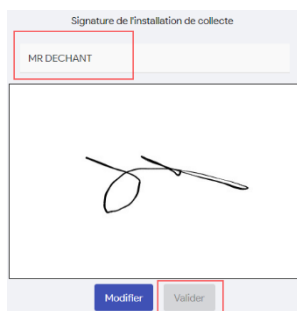 Signature de l'installation de collecte
MR DECHANT
Modifier
Valider